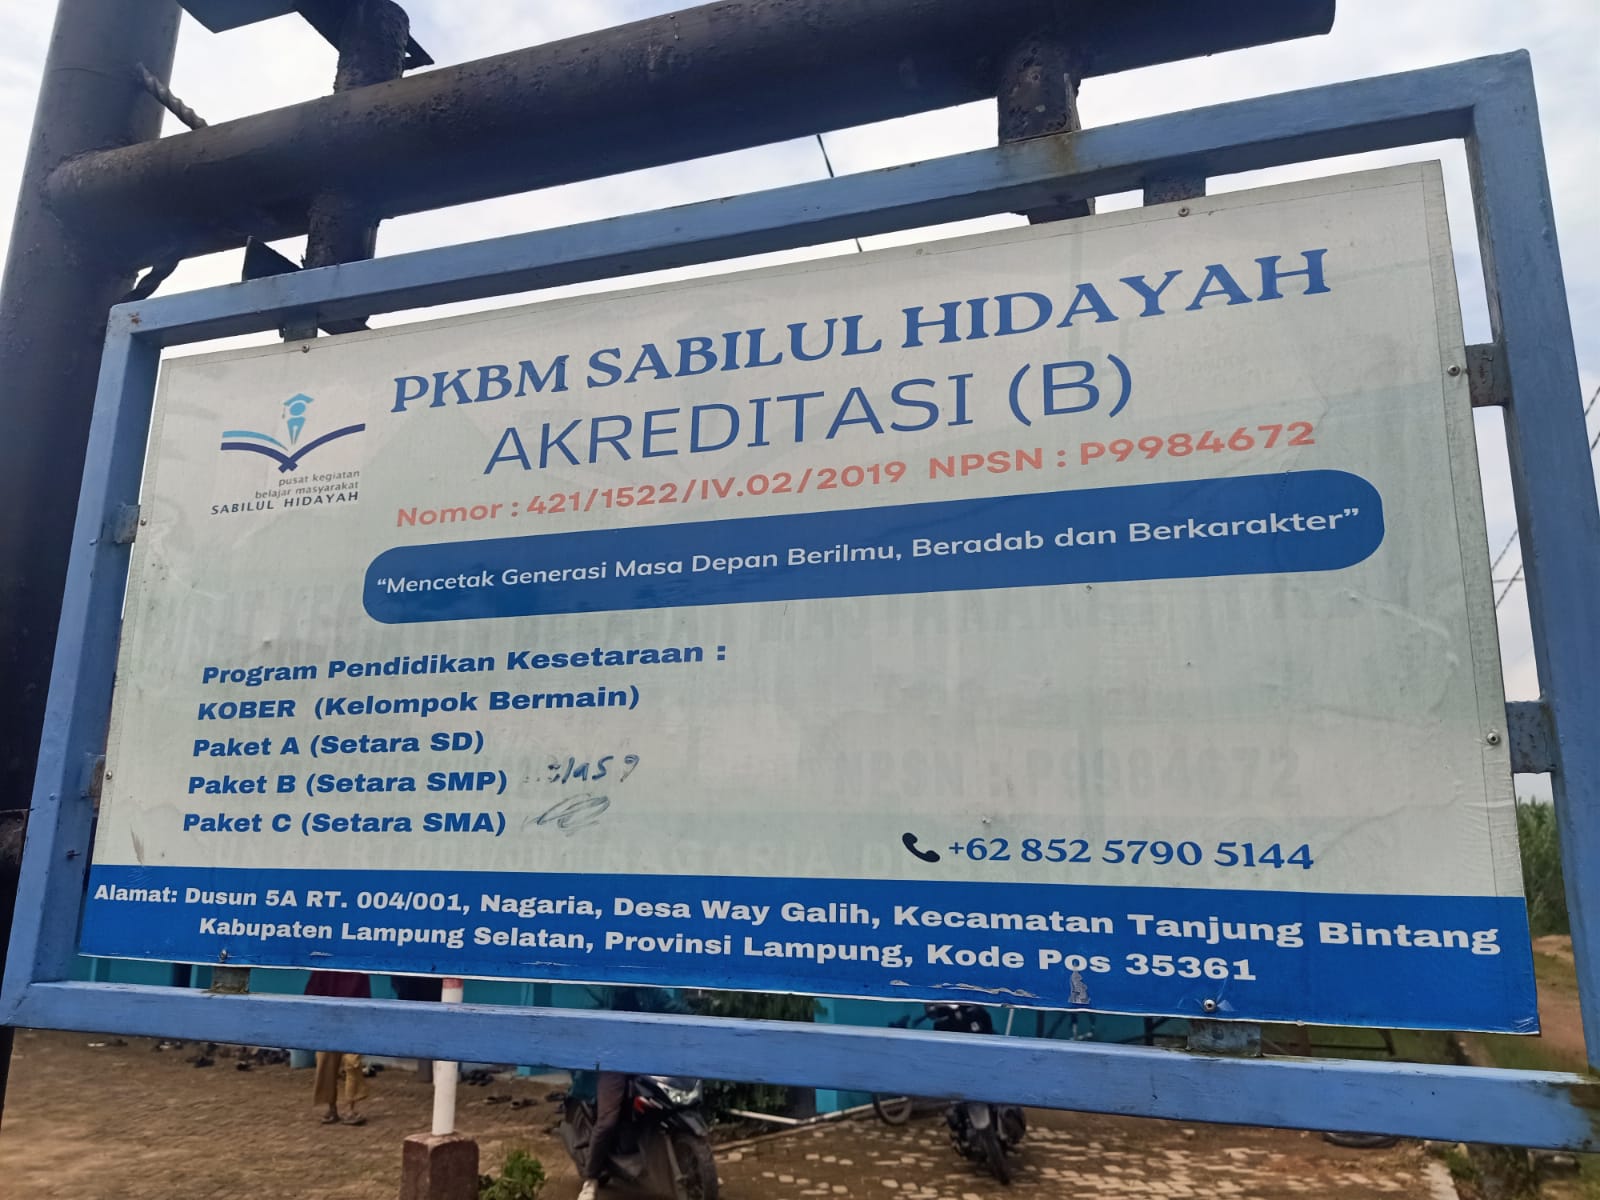 PKBM SABILUL HIDAYAH
AKREDITASI (B)
Nomor : 421/1522/IV.02/2019 NPSN : P9984672
pusat kegiatan
belajar masyarakat
SABILUL HIDAYAH
“Mencetak Generasi Masa Depan Berilmu, Beradab dan Berkarakter”
Program Pendidikan Kesetaraan :
KOBER (Kelompok Bermain)
Paket A (Setara SD)
Paket B (Setara SMP)
Paket C (Setara SMA)
+62 852 5790 5144
Alamat: Dusun 5A RT. 004/001, Nagaria, Desa Way Galih, Kecamatan Tanjung Bintang
Kabupaten Lampung Selatan, Provinsi Lampung, Kode Pos 35361